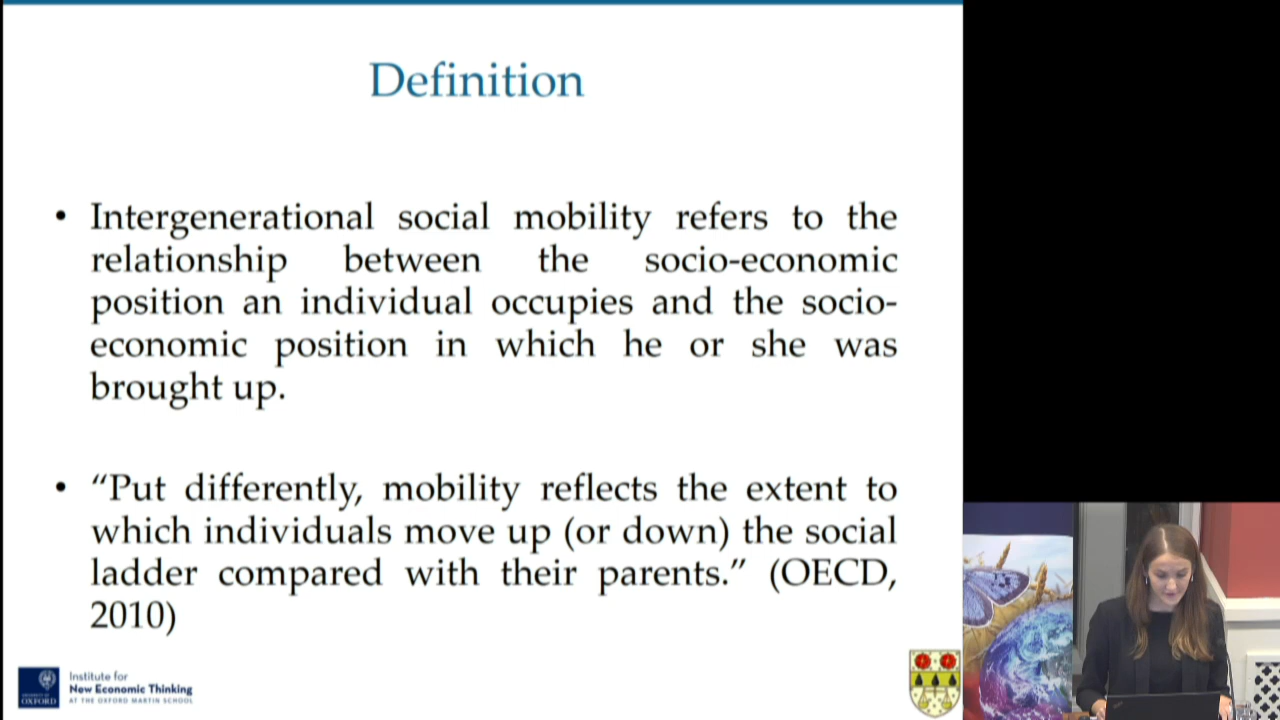 Definition
• Intergenerational social mobility refers to the
relationship between the socio-economic
position an individual occupies and the socio-
economic position in which he or she was
brought up.
• “Put differently, mobility reflects the extent to
which individuals move up (or down) the social
ladder compared with their parents.” (OECD,
2010)
UNIVERSITY OF
OXFORD
Institute for
New Economic Thinking
AT THE OXFORD MARTIN SCHOOL